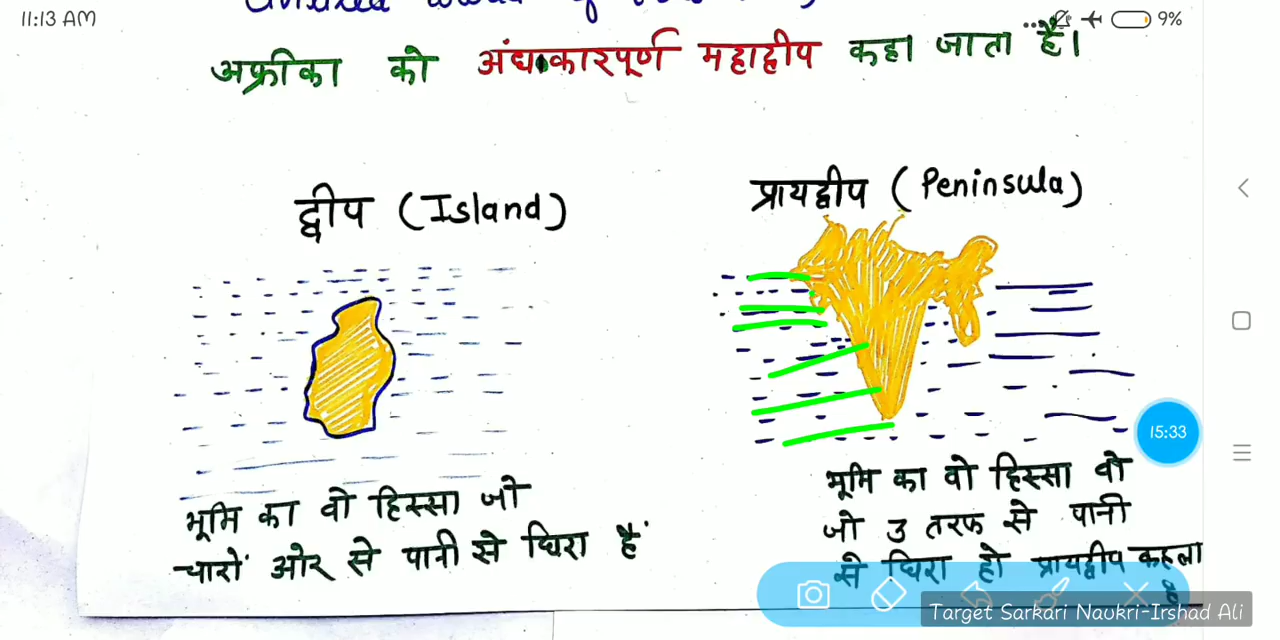 11:13 AM
9%
अफ्रीका को अंधकारपूर्ण महाद्वीप कहा जाता है।
द्वीप (Island)
प्रायद्वीप (Peninsula)
भूमि का वो हिस्सा जो
चारों ओर से पानी से घिरा हैं
भूमि का वो हिस्सा वो
जो 3 तरफ से पानी
से घिरा हो प्रायद्वीप कहला
15:33
Target Sarkari Naukri-Irshad Ali